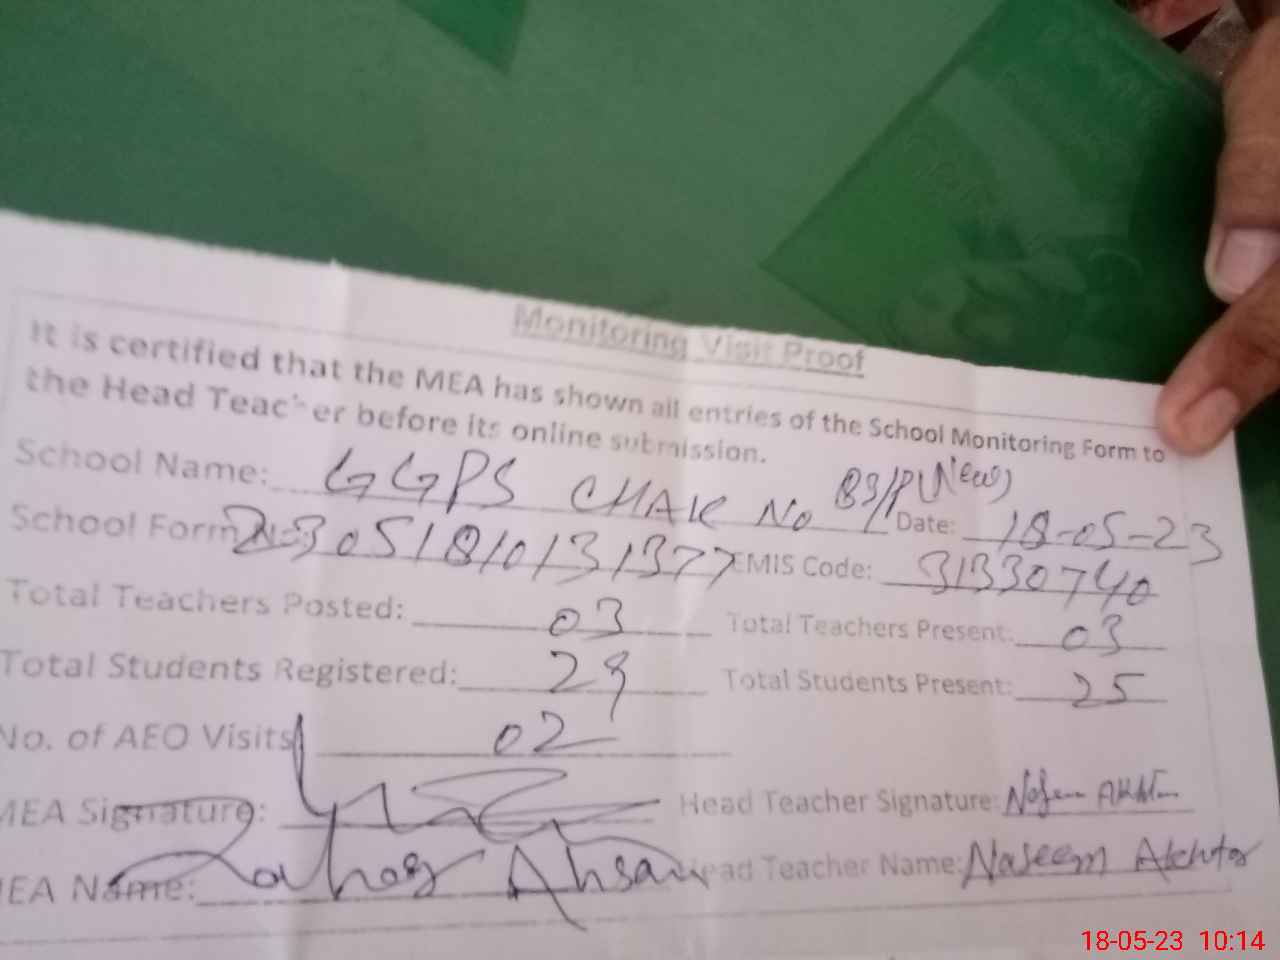 Monitoring Visit Proof
It is certified that the MEA has shown all entries of the School Monitoring Form to
the Head Teacher before its online submission.
School Name: GGPS CHAK No 89/P(New) Date: 18-05-23
School Form 23051810131377 EMIS Code: 31330740
Total Teachers Posted: 03 Total Teachers Present: 03
Total Students Registered: 29 Total Students Present: 25
No. of AEO Visits 02
MEA Signature: Head Teacher Signature:
MEA Name: Ahsan Head Teacher Name: Naseem Akhtar
18-05-23 10:14